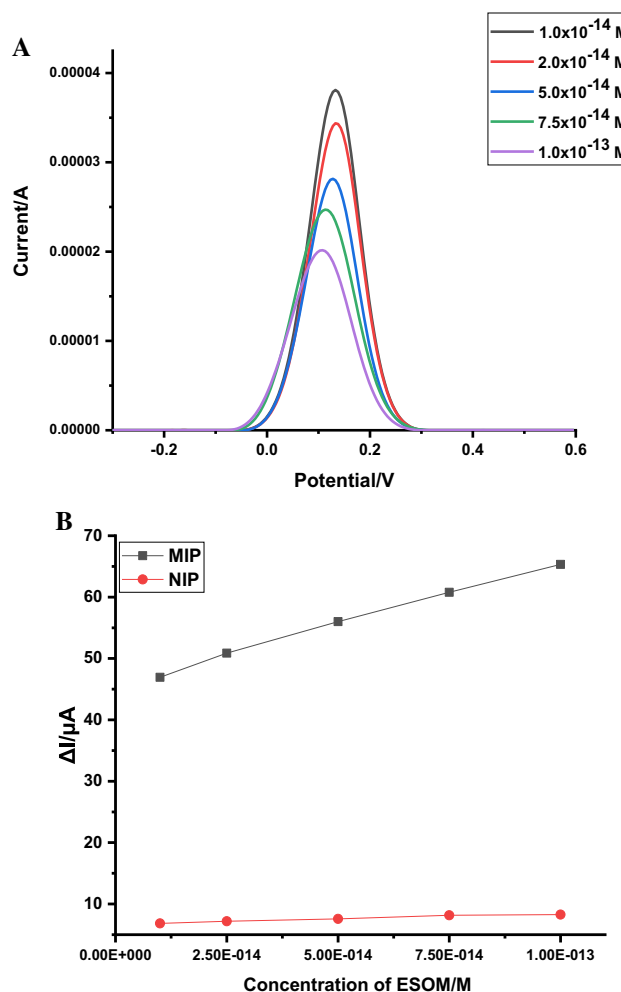 A
1.0x10⁻¹⁴ M
2.0x10⁻¹⁴ M
5.0x10⁻¹⁴ M
7.5x10⁻¹⁴ M
1.0x10⁻¹³ M
0.00004
0.00003
0.00002
0.00001
0.00000
Current/A
-0.2 0.0 0.2 0.4 0.6
Potential/V
B
MIP
NIP
70
60
50
40
30
20
10
ΔI/µA
0.00E+000 2.50E-014 5.00E-014 7.50E-014 1.00E-013
Concentration of ESOM/M